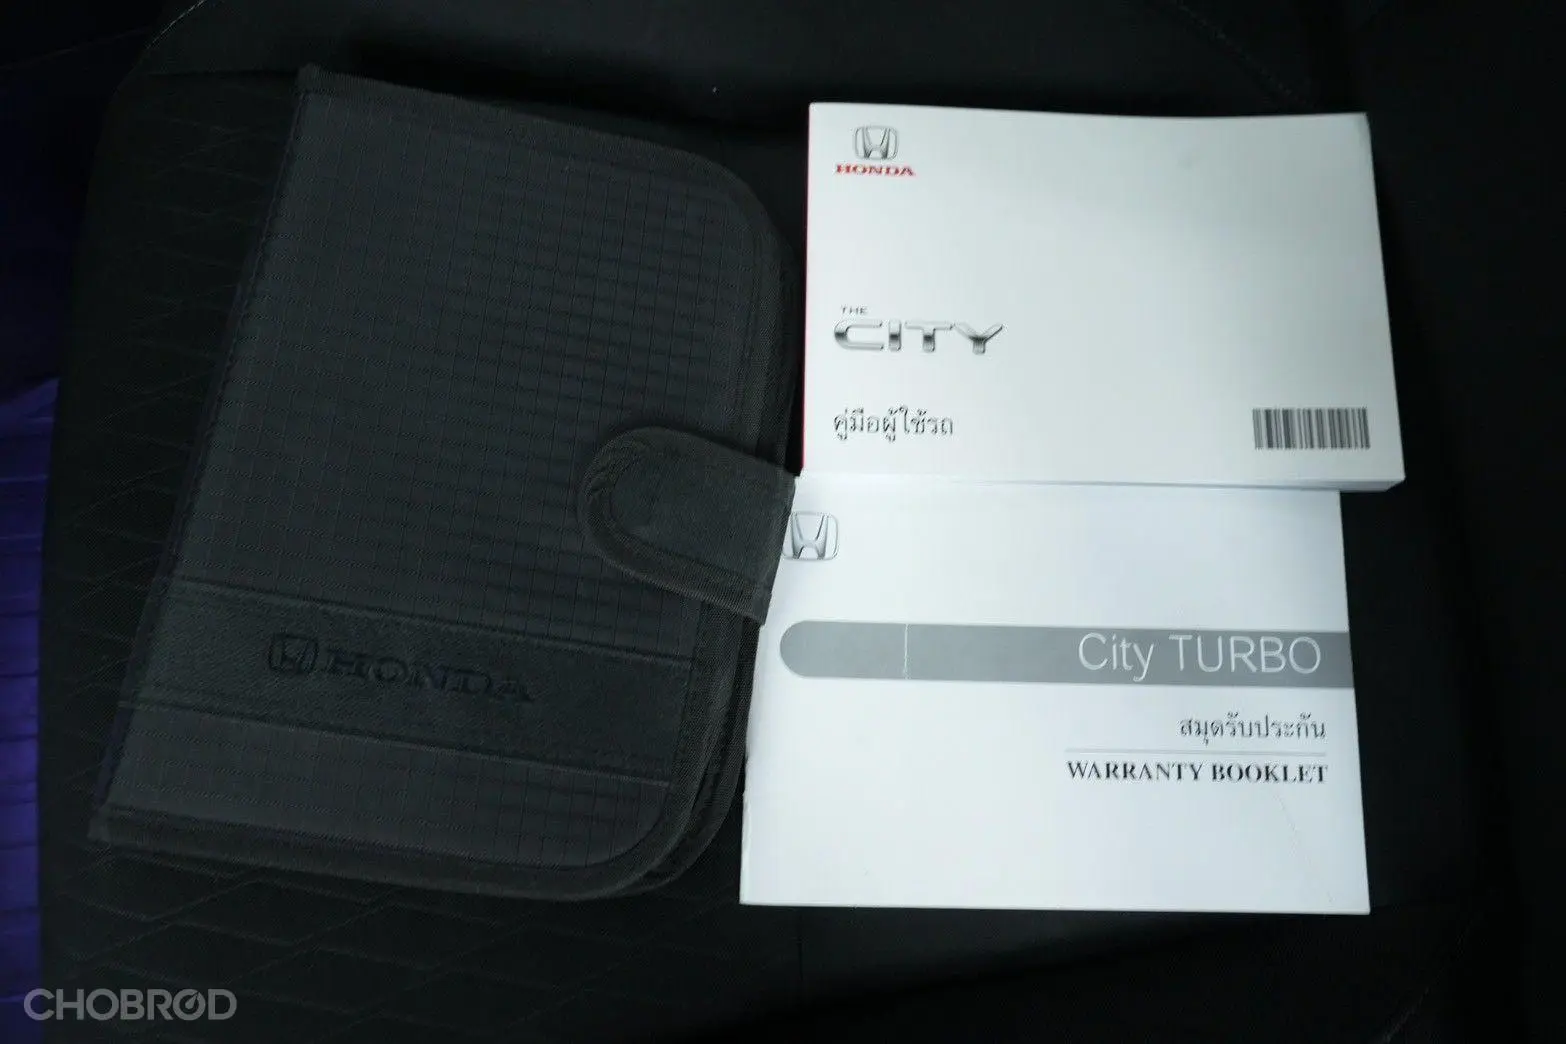 HONDA
THE
CITY
คู่มือผู้ใช้รถ
City TURBO
สมุดรับประกัน
WARRANTY BOOKLET
HONDA
CHOBROD